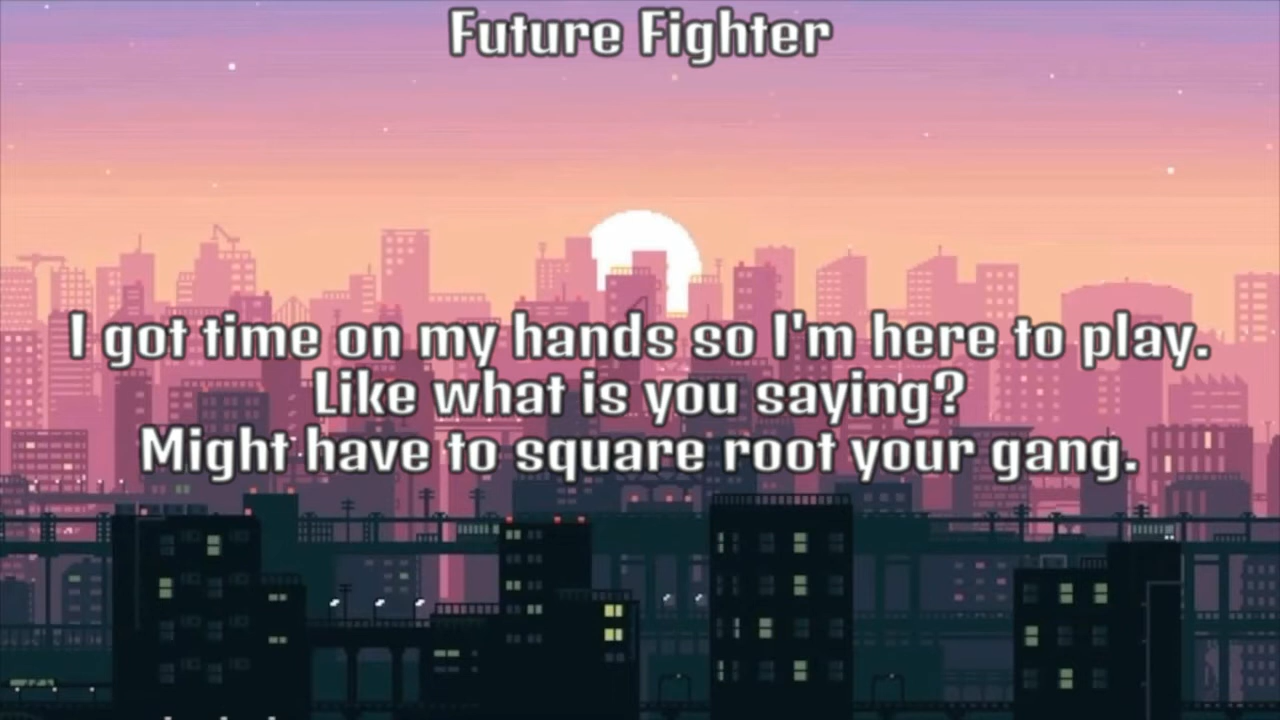 Future Fighter
I got time on my hands so I'm here to play.
Like what is you saying?
Might have to square root your gang.